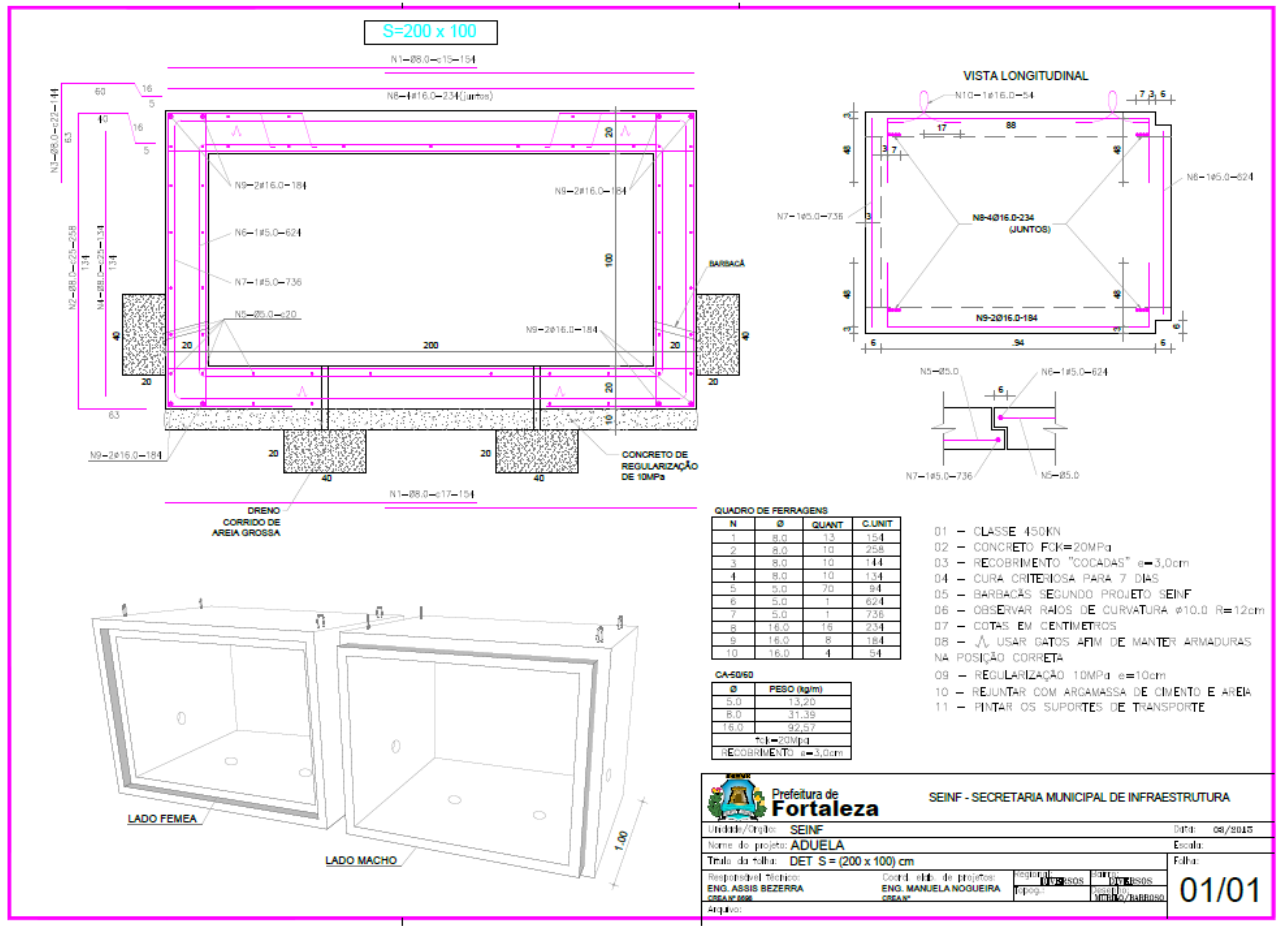 S=200 x 100
N1-Ø8.0-c15-154
N8-4Ø16.0-234(juntos)
60
16
5
40
16
5
N3-Ø8.0-c22-144
63
N2-Ø8.0-c25-258
134
N4-Ø8.0-c25-134
134
63
N9-2Ø16.0-184
N9-2Ø16.0-184
N6-1Ø5.0-624
N7-1Ø5.0-736
N5-Ø5.0-c20
N9-2Ø16.0-184
20
100
BARBACÃ
20
200
20
40
20
40
20
20
10
N9-2Ø16.0-184
20
40
20
40
CONCRETO DE
REGULARIZAÇÃO
DE 10MPa
N1-Ø8.0-c17-154
DRENO
CORRIDO DE
AREIA GROSSA
VISTA LONGITUDINAL
N10-1Ø16.0-54
7 3 6
3
17
88
48
3 7
48
N6-1Ø5.0-624
N7-1Ø5.0-736
3
N8-4Ø16.0-234
(JUNTOS)
48
48
N9-2Ø16.0-184
3
3
6
6
.94
6
N5-Ø5.0
N6-1Ø5.0-624
6
N7-1Ø5.0-736
N5-Ø5.0
QUADRO DE FERRAGENS
N Ø QUANT C.UNIT
1 8.0 13 154
2 8.0 10 258
3 8.0 10 144
4 8.0 10 134
5 5.0 70 94
6 5.0 1 624
7 5.0 1 736
8 16.0 16 234
9 16.0 8 184
10 16.0 4 54
CA-50/60
Ø PESO (kg/m)
5.0 13,20
8.0 31.39
16.0 92,57
fck=20Mpa
RECOBRIMENTO e=3,0cm
01 - CLASSE 450KN
02 - CONCRETO FCK=20MPa
03 - RECOBRIMENTO "COCADAS" e=3,0cm
04 - CURA CRITERIOSA PARA 7 DIAS
05 - BARBACÃS SEGUNDO PROJETO SEINF
06 - OBSERVAR RAIOS DE CURVATURA Ø10.0 R=12cm
07 - COTAS EM CENTIMETROS
08 - USAR GATOS AFIM DE MANTER ARMADURAS
NA POSIÇÃO CORRETA
09 - REGULARIZAÇÃO 10MPa e=10cm
10 - REJUNTAR COM ARGAMASSA DE CIMENTO E AREIA
11 - PINTAR OS SUPORTES DE TRANSPORTE
LADO FEMEA
LADO MACHO
1.00
Prefeitura de
Fortaleza
SEINF - SECRETARIA MUNICIPAL DE INFRAESTRUTURA
Unidade/Orgão: SEINF
Data: 08/2015
Nome do projeto: ADUELA
Escala:
Titulo da folha: DET S = (200 x 100) cm
Folha:
01/01
Responsável Técnico:
ENG. ASSIS BEZERRA
Coord. elab. de projetos:
ENG. MANUELA NOGUEIRA
CREA Nº
Regional: DIVERSOS
Bairro: DIVERSOS
Topog.:
Desenho: MURILO/BARROSO
Arquivo: